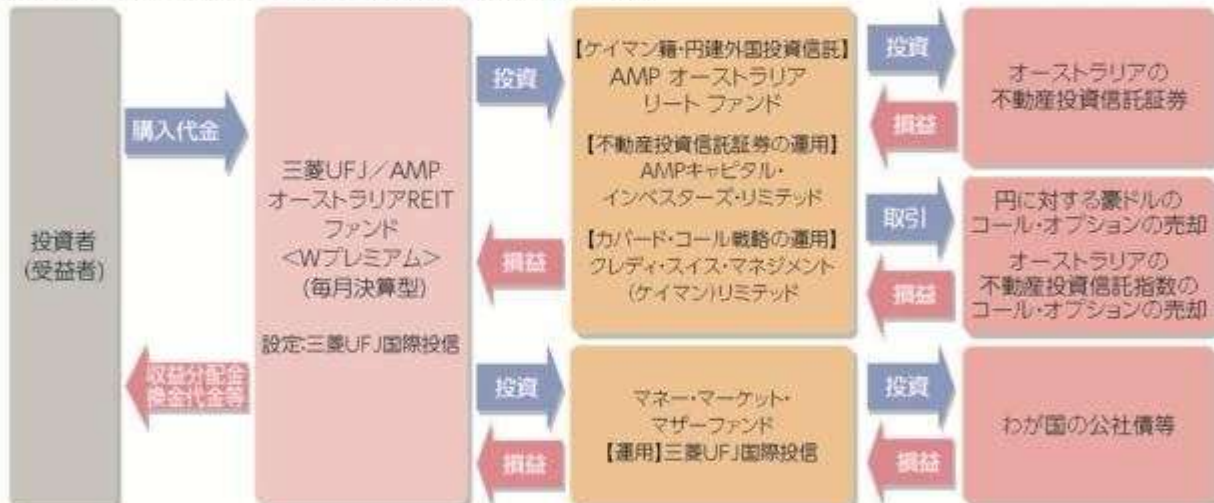 投資者
(受益者)
購入代金
収益分配金
換金代金等
三菱UFJ/AMP
オーストラリアREIT
ファンド
<Wプレミアム>
(毎月決算型)
設定:三菱UFJ国際投信
投資
損益
投資
損益
【ケイマン籍・円建外国投資信託】
AMP オーストラリア
リート ファンド
【不動産投資信託証券の運用】
AMPキャピタル・
インベスターズ・リミテッド
【カバード・コール戦略の運用】
クレディ・スイス・マネジメント
(ケイマン)リミテッド
マネー・マーケット・
マザーファンド
【運用】三菱UFJ国際投信
投資
損益
取引
損益
投資
損益
オーストラリアの
不動産投資信託証券
円に対する豪ドルの
コール・オプションの売却
オーストラリアの
不動産投資信託指数の
コール・オプションの売却
わが国の公社債等